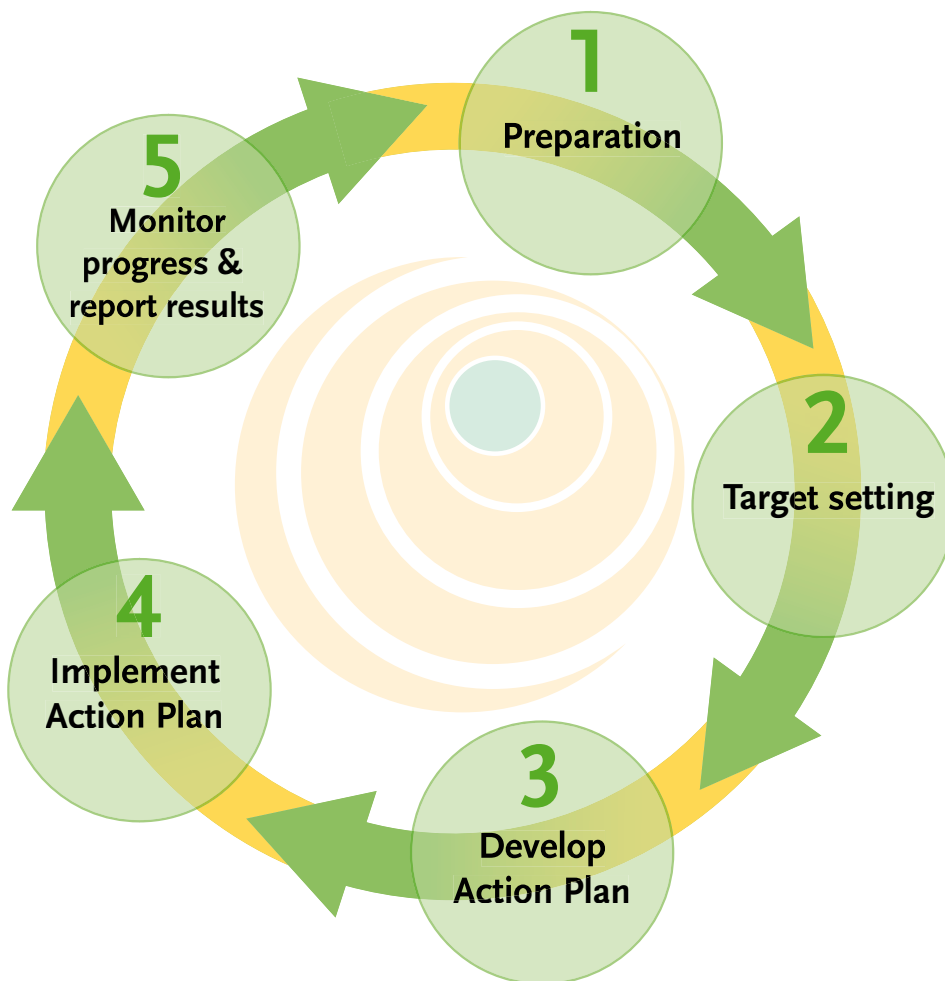 1
Preparation
2
Target setting
3
Develop
Action Plan
4
Implement
Action Plan
5
Monitor
progress &
report results